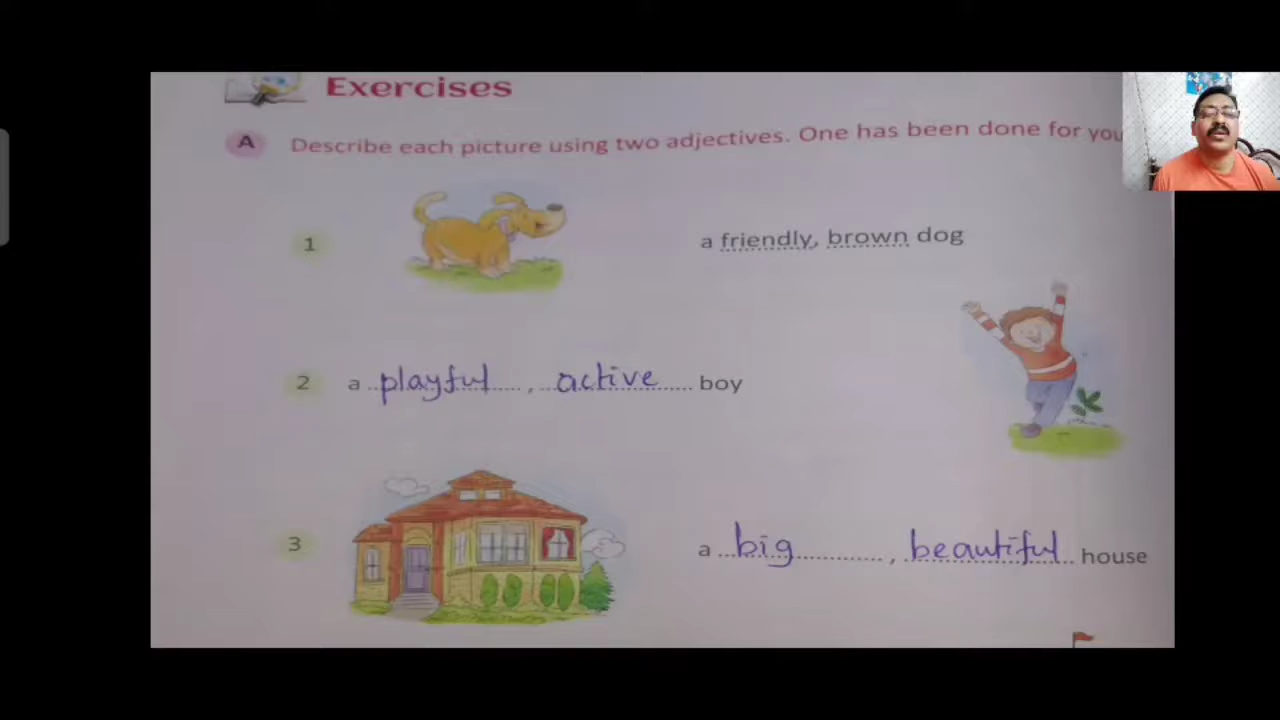 Exercises
A Describe each picture using two adjectives. One has been done for you
1 a friendly, brown dog
2 a playful , active boy
3 a big , beautiful house